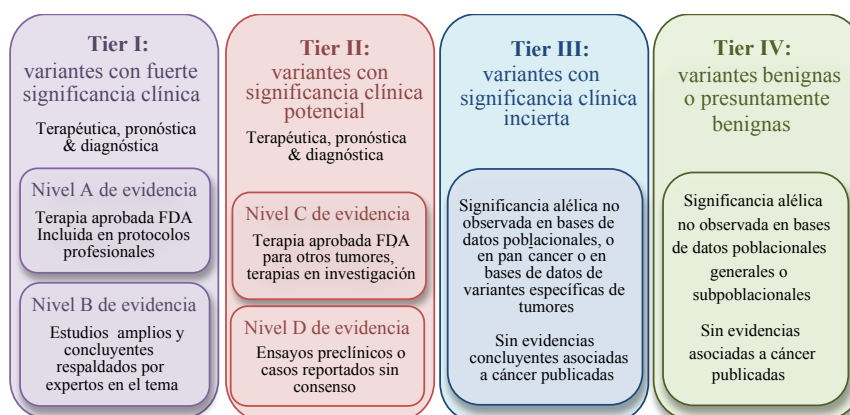 Tier I:
variantes con fuerte
significancia clínica
Terapéutica, pronóstica
& diagnóstica
Nivel A de evidencia
Terapia aprobada FDA
Incluida en protocolos
profesionales
Nivel B de evidencia
Estudios amplios y
concluyentes
respaldados por
expertos en el tema
Tier II:
variantes con
significancia clínica
potencial
Terapéutica, pronóstica
& diagnóstica
Nivel C de evidencia
Terapia aprobada FDA
para otros tumores,
terapias en investigación
Nivel D de evidencia
Ensayos preclínicos o
casos reportados sin
consenso
Tier III:
variantes con
significancia clínica
incierta
Significancia alélica no
observada en bases de
datos poblacionales, o
en pan cancer o en
bases de datos de
variantes específicas de
tumores
Sin evidencias
concluyentes asociadas
a cáncer publicadas
Tier IV:
variantes benignas
o presuntamente
benignas
Significancia alélica
no observada en bases
de datos poblacionales
generales o
subpoblacionales
Sin evidencias
asociadas a cáncer
publicadas